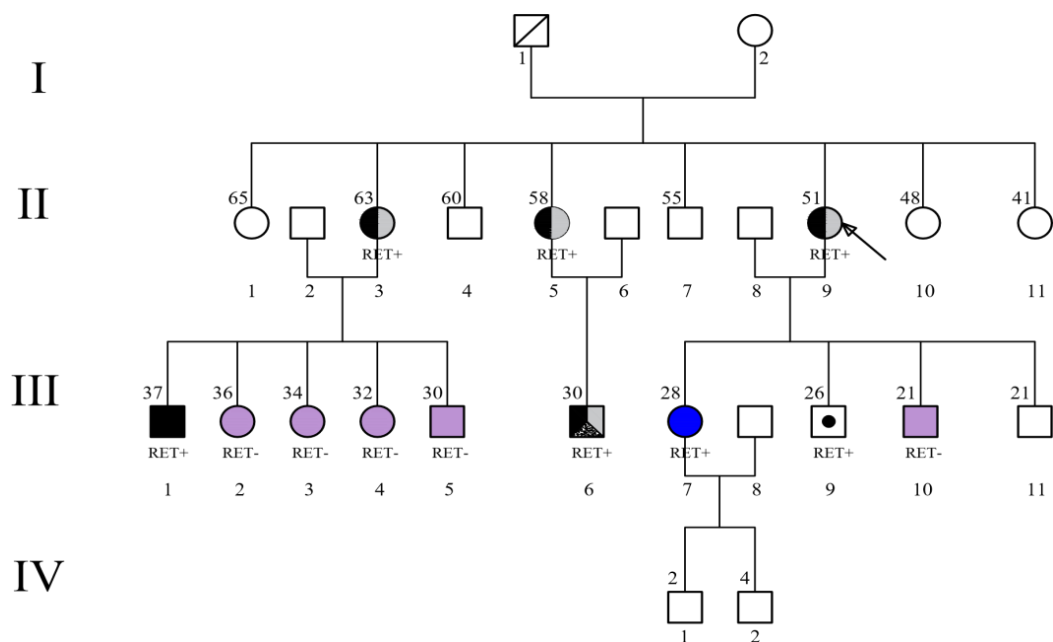 1 2
I
65 63 60 58 55 51 48 41
II
RET+ RET+ RET+
1 2 3 4 5 6 7 8 9 10 11
37 36 34 32 30 30 28 26 21 21
III
RET+ RET- RET- RET- RET- RET+ RET+ RET+ RET-
1 2 3 4 5 6 7 8 9 10 11
2 4
IV
1 2